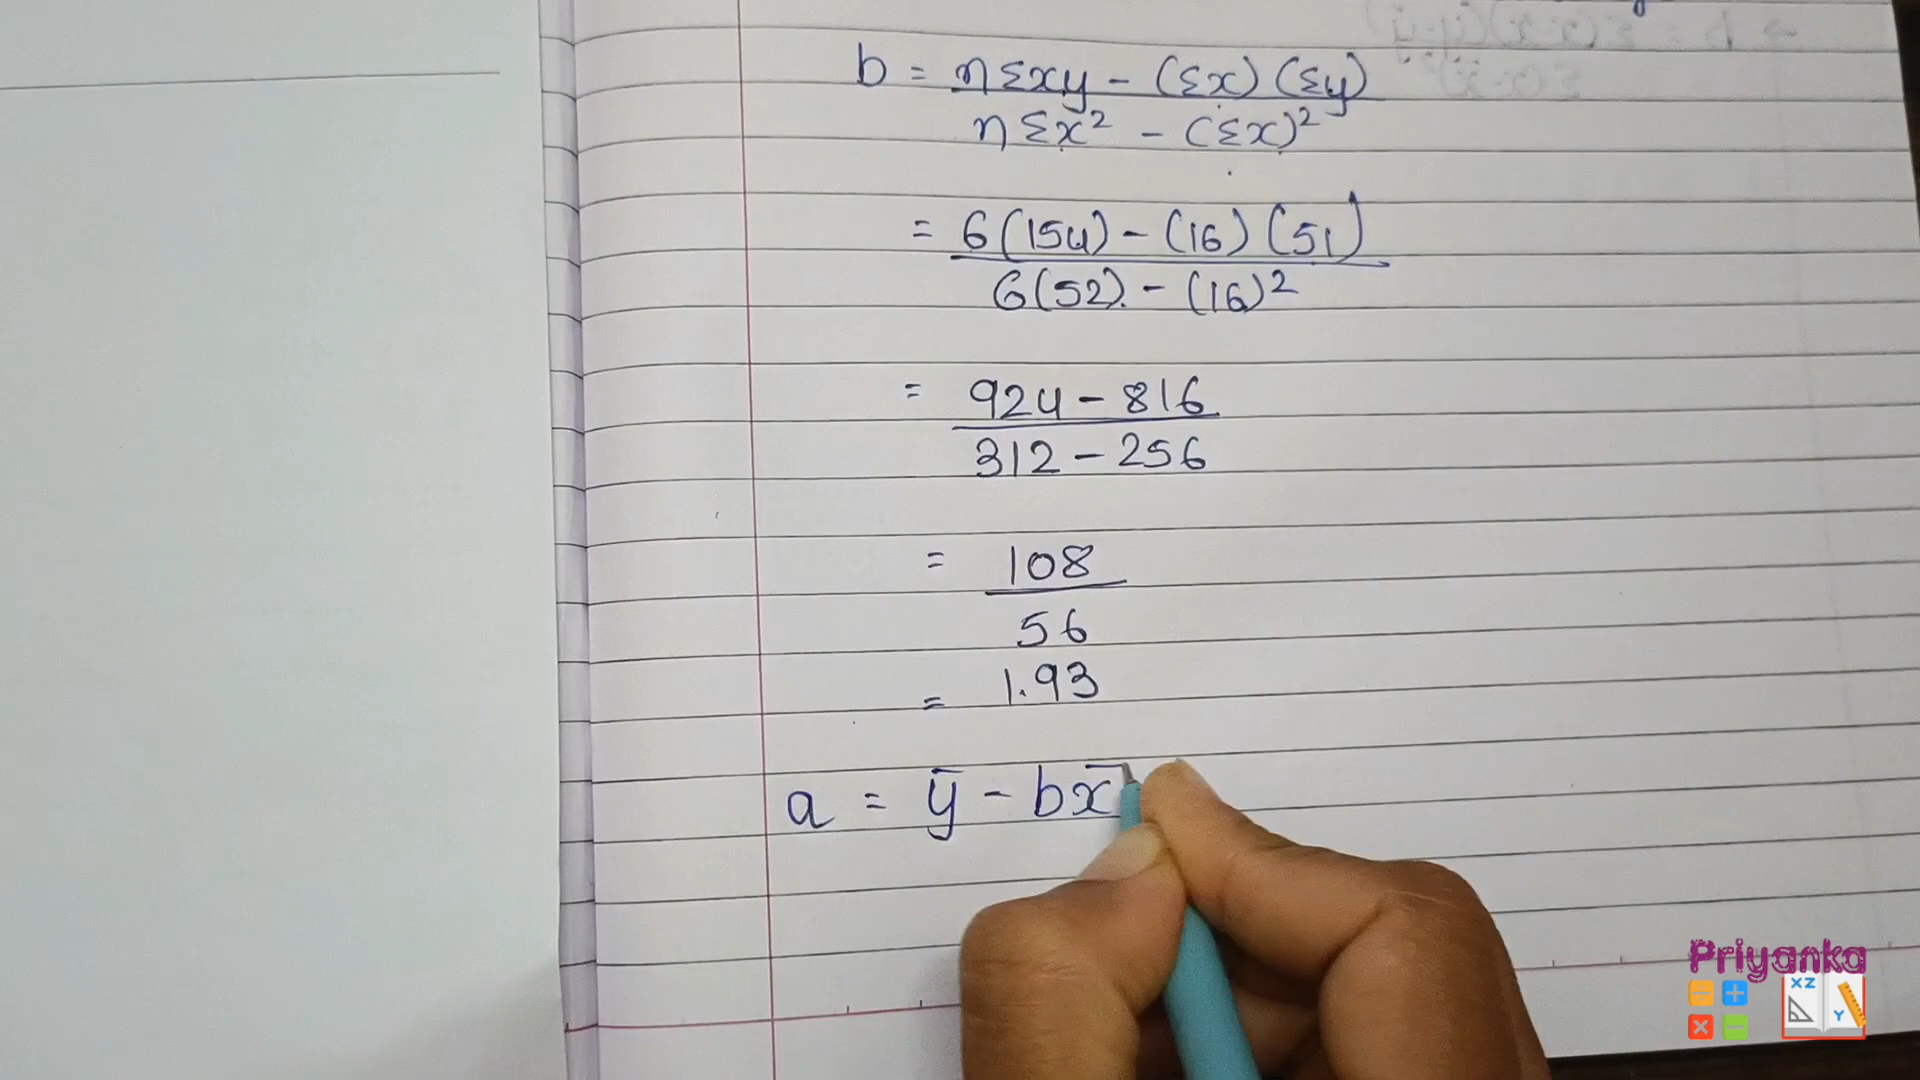 b = nΣxy - (Σx) (Σy)
nΣx² - (Σx)²
= 6(154) - (16) (51)
6(52) - (16)²
= 924 - 816
312 - 256
= 108
56
= 1.93
a = y̅ - bx̅
Priyanka
XZ
Y